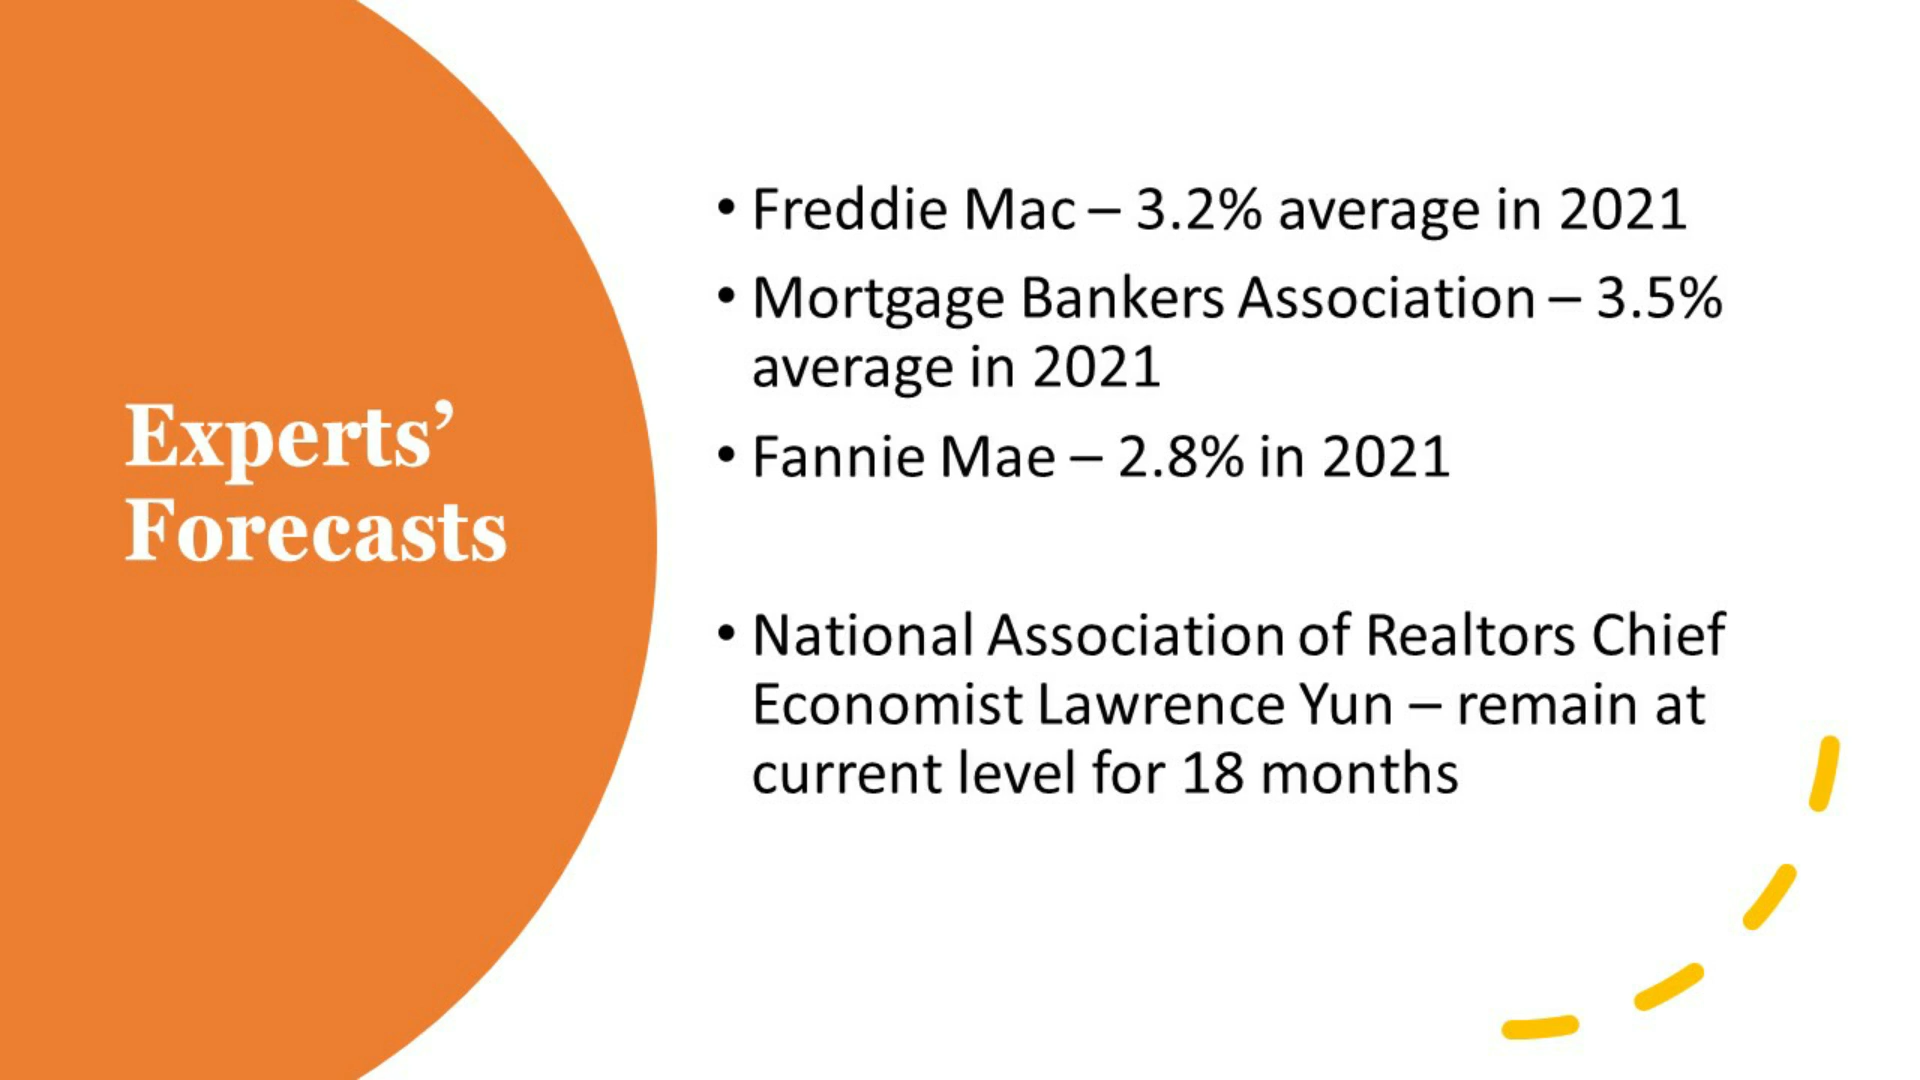 Experts’
Forecasts
• Freddie Mac – 3.2% average in 2021
• Mortgage Bankers Association – 3.5%
average in 2021
• Fannie Mae – 2.8% in 2021
• National Association of Realtors Chief
Economist Lawrence Yun – remain at
current level for 18 months